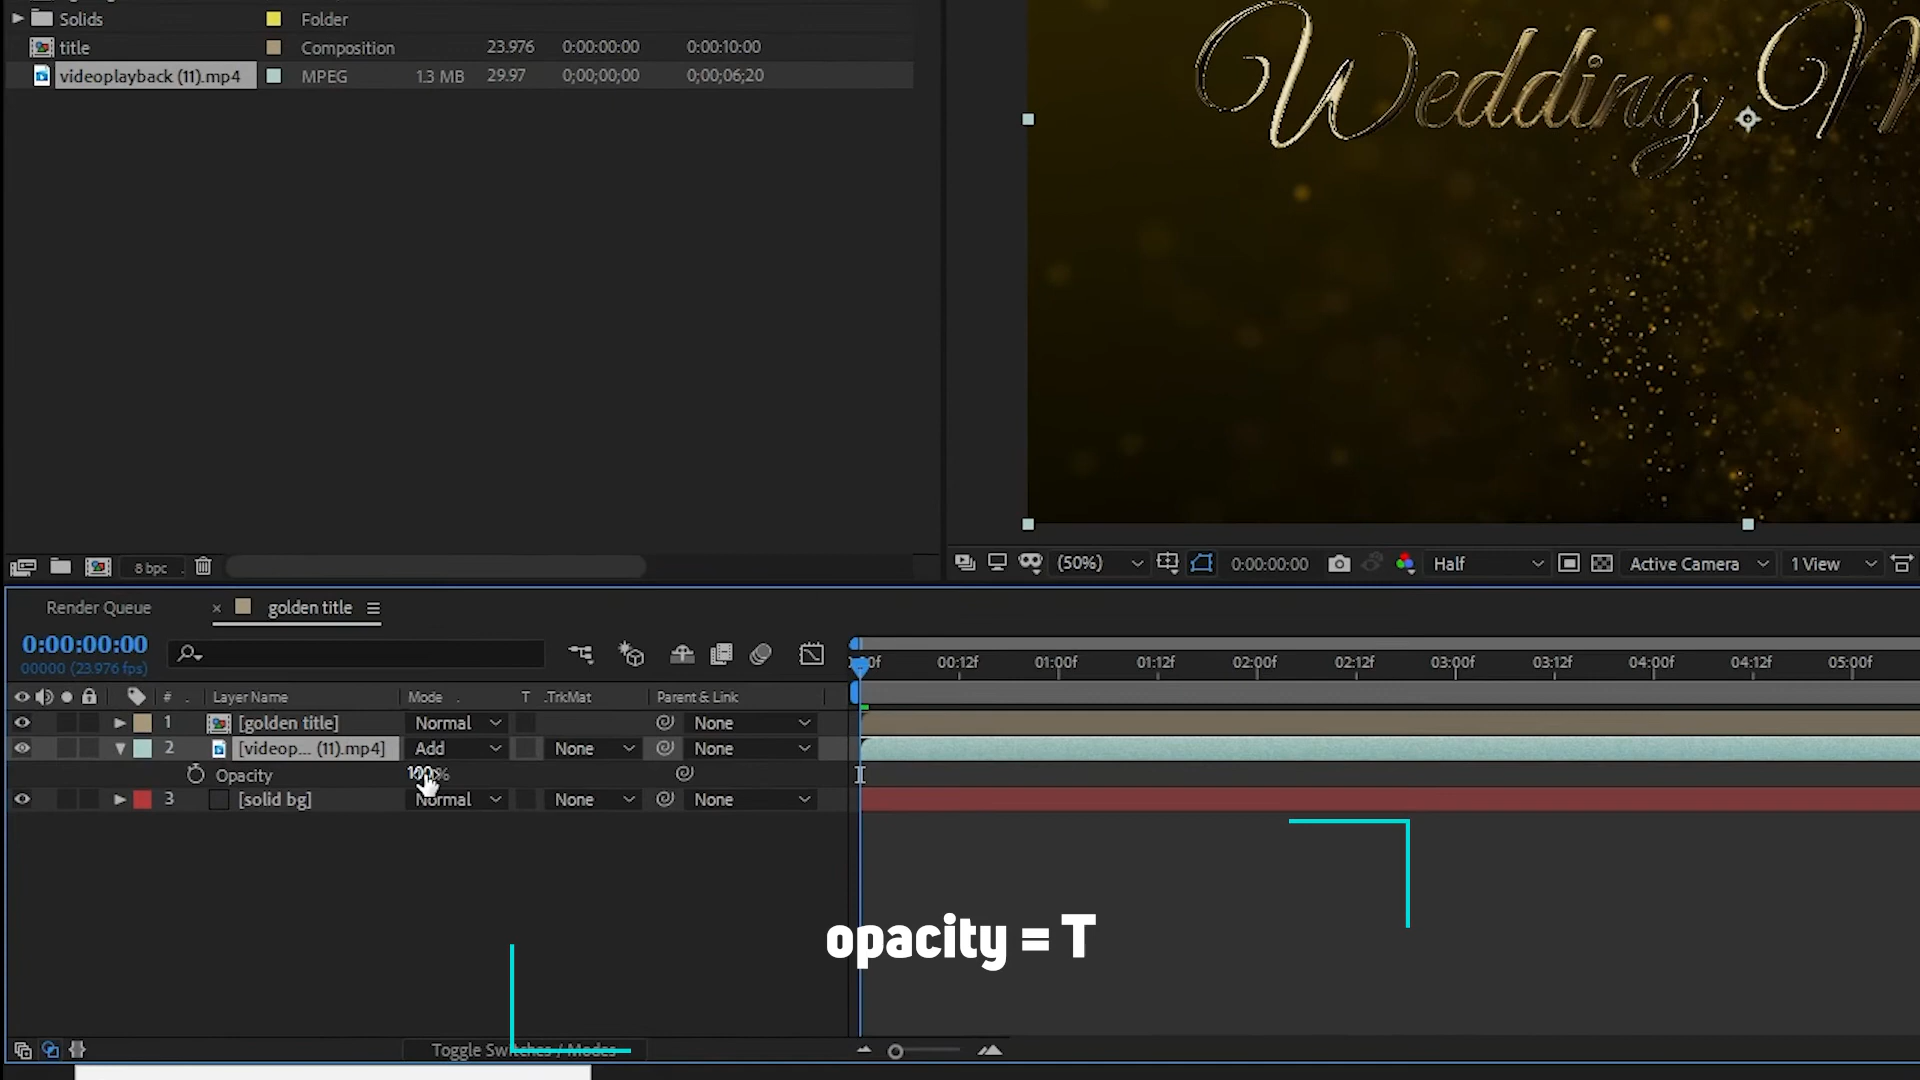 Solids Folder
title Composition 23.976 0:00:00:00 0:00:10:00
videoplayback (11).mp4 MPEG 1.3 MB 29.97 0;00;00;00 0;00;06;20
Wedding
8 bpc
(50%) 0:00:00:00 Half Active Camera 1 View
Render Queue × golden title
0:00:00:00
00000 (23.976 fps)
00:12f 01:00f 01:12f 02:00f 02:12f 03:00f 03:12f 04:00f 04:12f 05:00f
# Layer Name Mode T .TrkMat Parent & Link
1 [golden title] Normal None
2 [videop... (11).mp4] Add None None
Opacity 100%
3 [solid bg] Normal None None
opacity = T
Toggle Switches / Modes